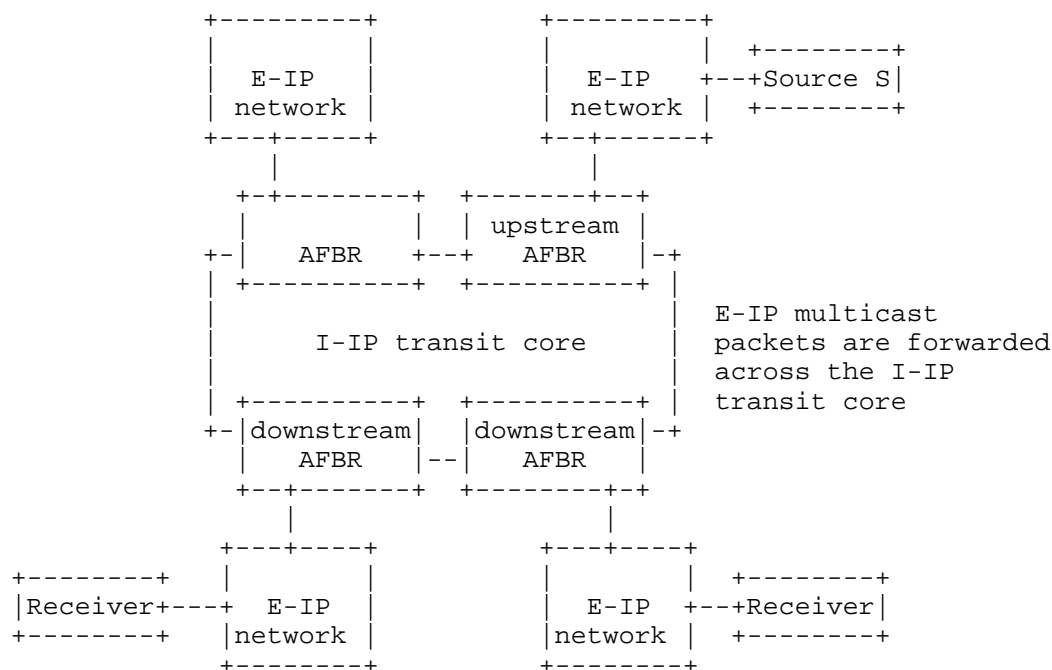 E-IP E-IP Source S
network network
upstream
AFBR AFBR
E-IP multicast
I-IP transit core packets are forwarded
across the I-IP
transit core
downstream downstream
AFBR AFBR
Receiver E-IP E-IP Receiver
network network